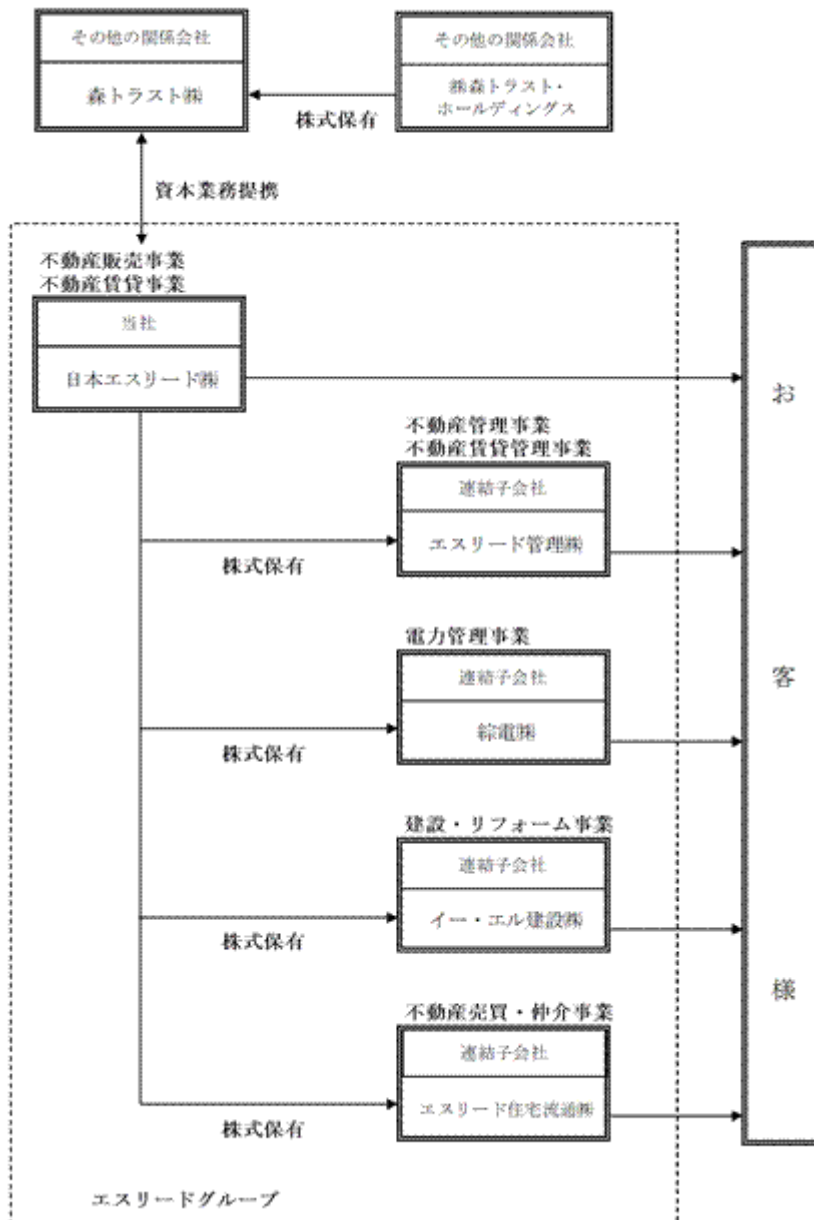 その他の関係会社
森トラスト㈱
その他の関係会社
㈱森トラスト・
ホールディングス
株式保有
資本業務提携
不動産販売事業
不動産賃貸事業
当社
日本エスリード㈱
不動産管理事業
不動産賃貸管理事業
連結子会社
エスリード管理㈱
株式保有
電力管理事業
連結子会社
綜電㈱
株式保有
建設・リフォーム事業
連結子会社
イー・エル建設㈱
株式保有
不動産売買・仲介事業
連結子会社
エスリード住宅流通㈱
株式保有
エスリードグループ
お
客
様